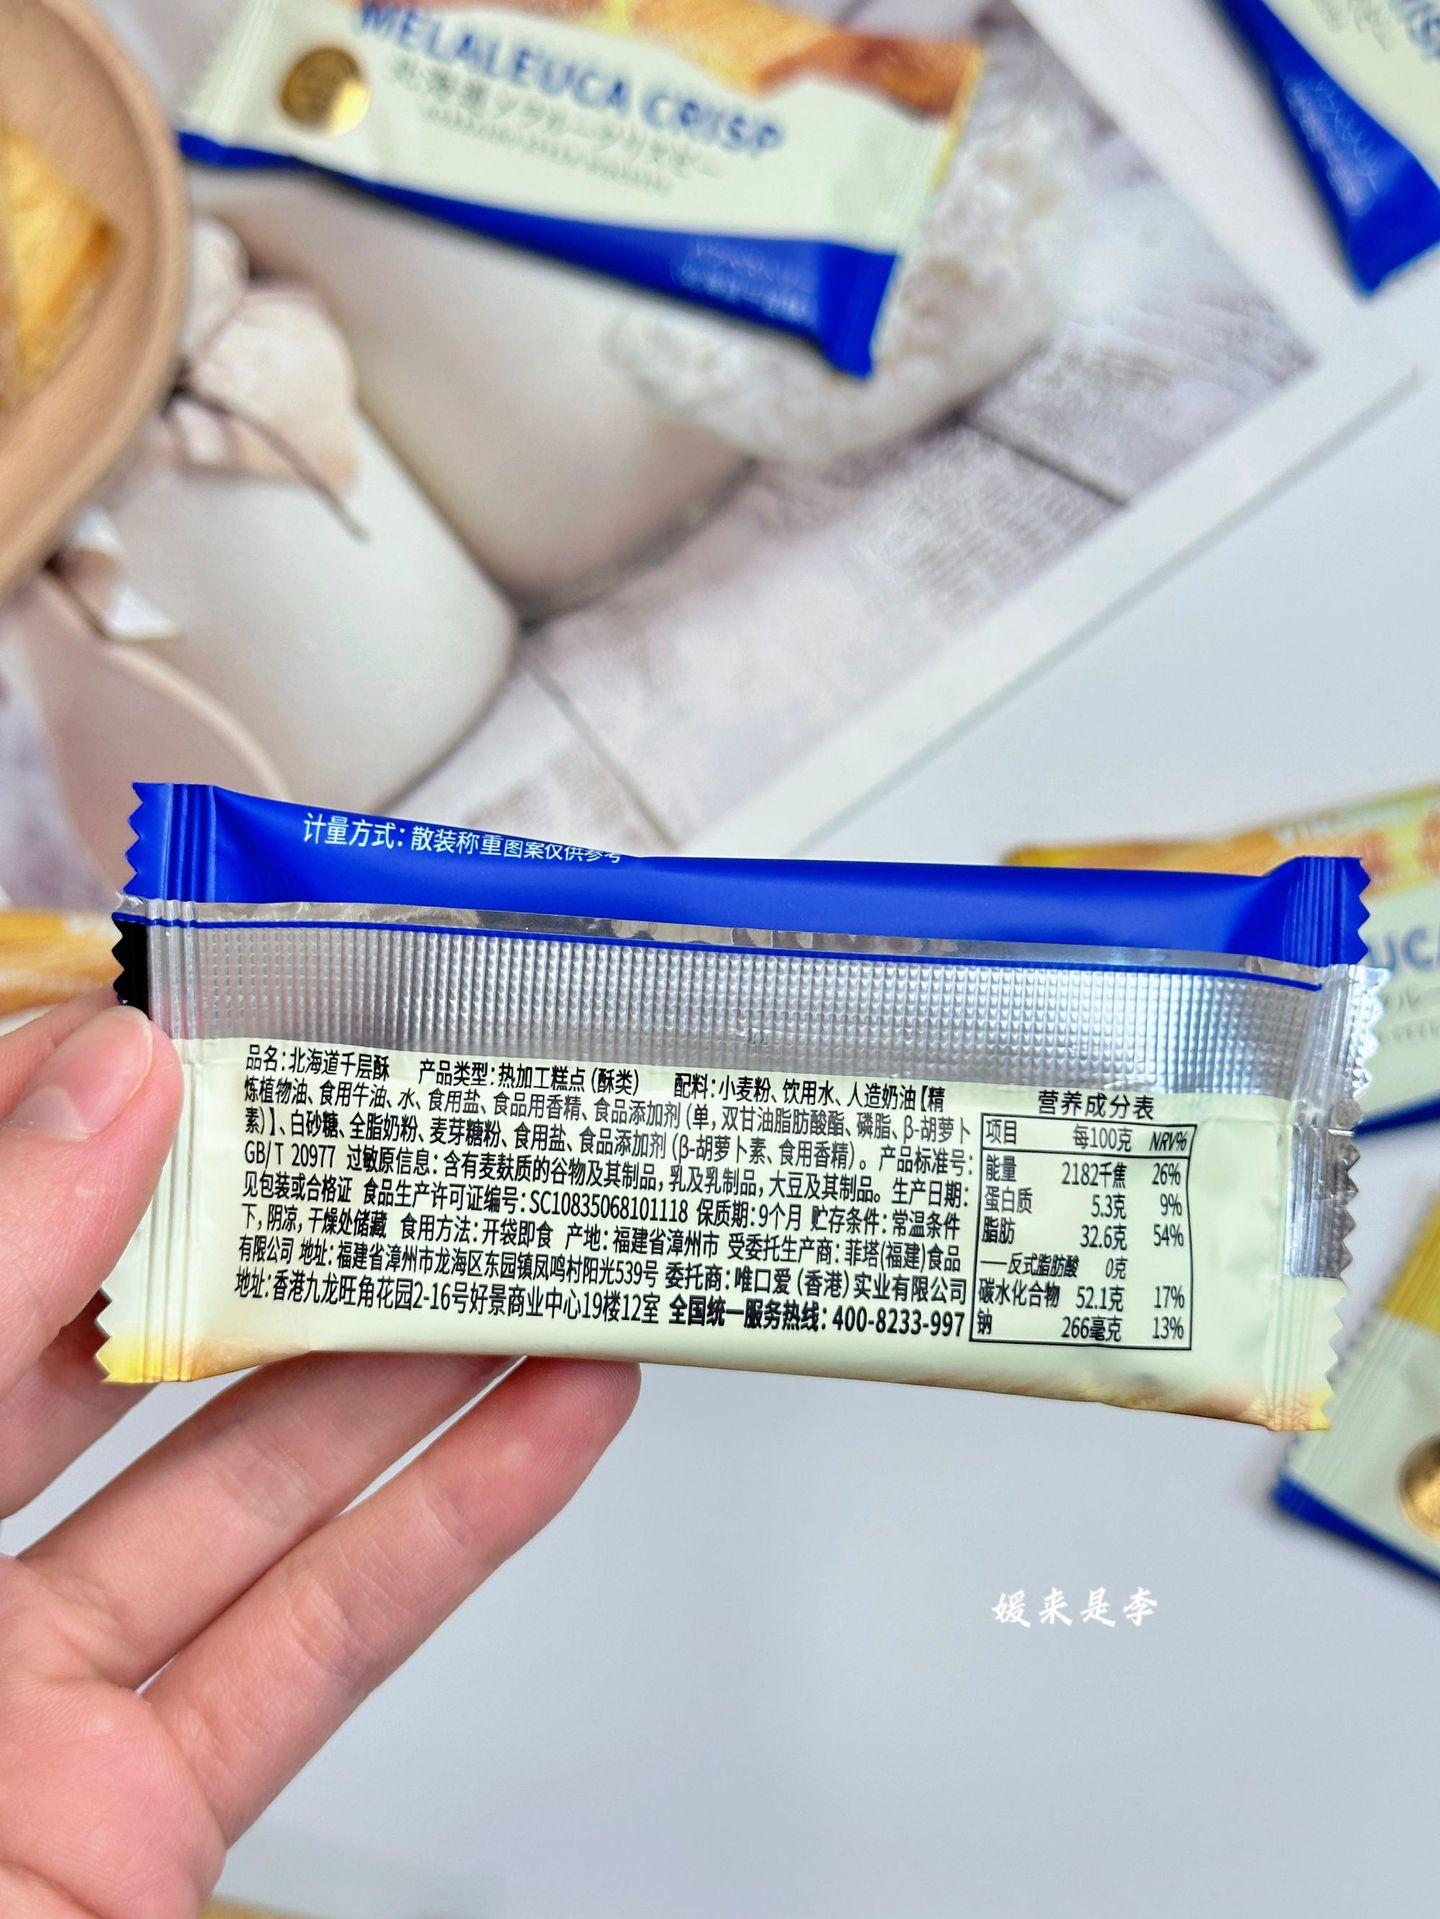 MELALEUCA CRISP
计量方式：散装称重图案仅供参考
品名：北海道千层酥 产品类型：热加工糕点（酥类） 配料：小麦粉、饮用水、人造奶油【精
炼植物油、食用牛油、水、食用盐、食品用香精、食品添加剂（单，双甘油脂肪酸酯、磷脂、β-胡萝卜
素）】、白砂糖、全脂奶粉、麦芽糖粉、食用盐、食品添加剂（β-胡萝卜素、食用香精）。产品标准号：
GB/T 20977 过敏原信息：含有麦麸质的谷物及其制品，乳及乳制品，大豆及其制品。生产日期：
见包装或合格证 食品生产许可证编号：SC10835068101118 保质期：9个月 贮存条件：常温条件
下，阴凉，干燥处储藏 食用方法：开袋即食 产地：福建省漳州市 受委托生产商：菲塔(福建)食品
有限公司 地址：福建省漳州市龙海区东园镇凤鸣村阳光539号 委托商：唯口爱（香港）实业有限公司
地址：香港九龙旺角花园2-16号好景商业中心19楼12室 全国统一服务热线：400-8233-997
营养成分表
项目 每100克 NRV%
能量 2182千焦 26%
蛋白质 5.3克 9%
脂肪 32.6克 54%
——反式脂肪酸 0克
碳水化合物 52.1克 17%
钠 266毫克 13%
媛来是李